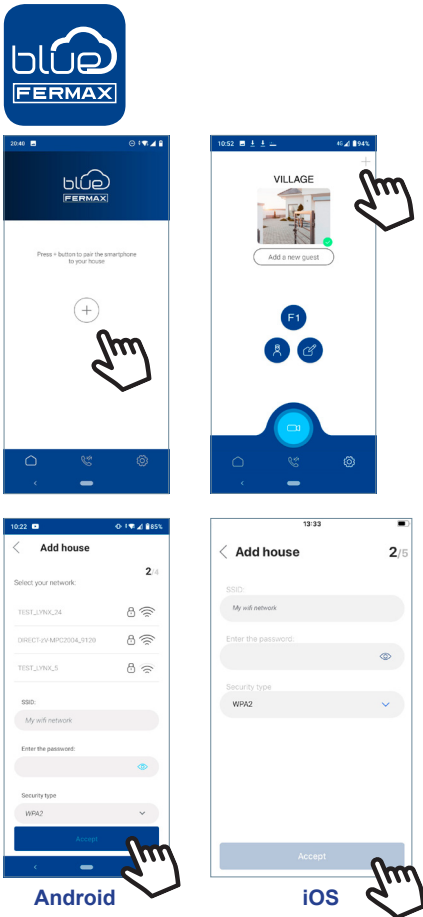 blue
FERMAX
20:40
blue
FERMAX
Press + button to pair the smartphone
to your house
10:52
4G
94%
VILLAGE
Add a new guest
F1
10:22
85%
Add house
2/4
Select your network:
TEST_LYNX_24
DIRECT-eV-MPC2004_9120
TEST_LYNX_5
SSID:
My wifi network
Enter the password:
Security type
WPA2
Accept
Android
13:33
Add house
2/5
SSID:
My wifi network
Enter the password:
Security type
WPA2
Accept
iOS